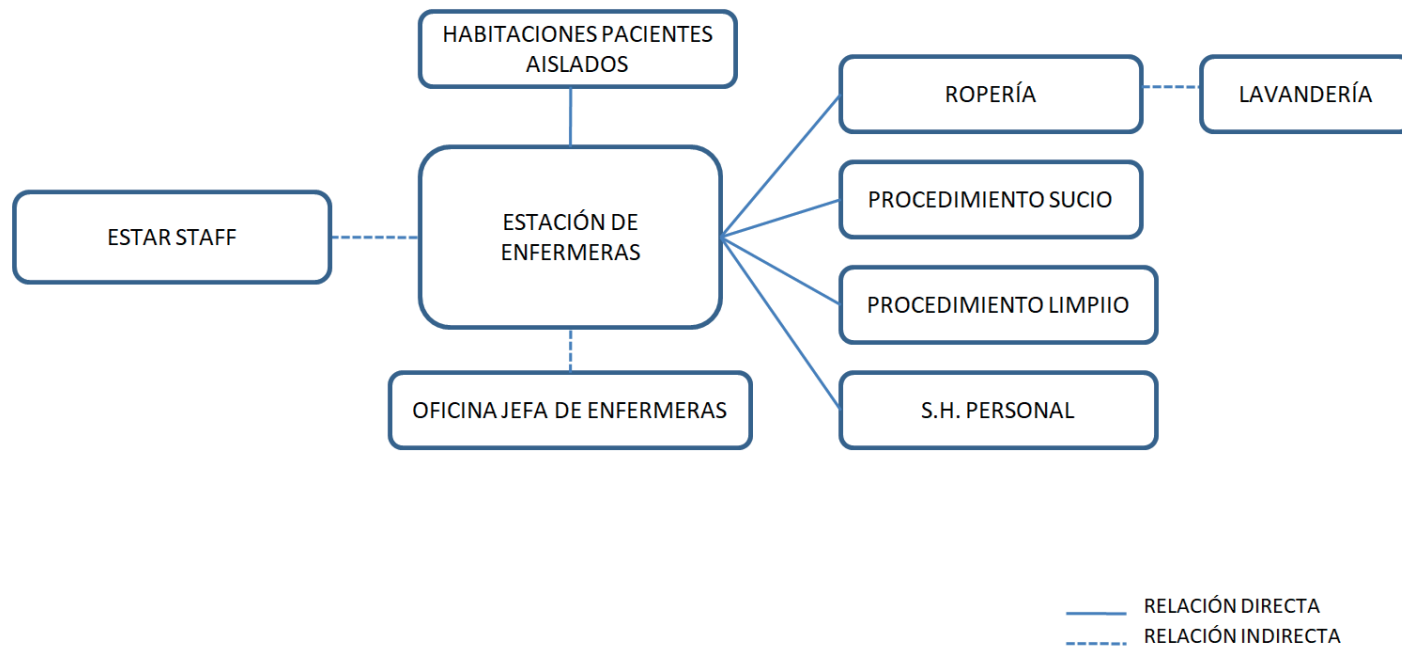 HABITACIONES PACIENTES
AISLADOS
ROPERÍA
LAVANDERÍA
PROCEDIMIENTO SUCIO
ESTAR STAFF
ESTACIÓN DE
ENFERMERAS
PROCEDIMIENTO LIMPIIO
OFICINA JEFA DE ENFERMERAS
S.H. PERSONAL
RELACIÓN DIRECTA
RELACIÓN INDIRECTA